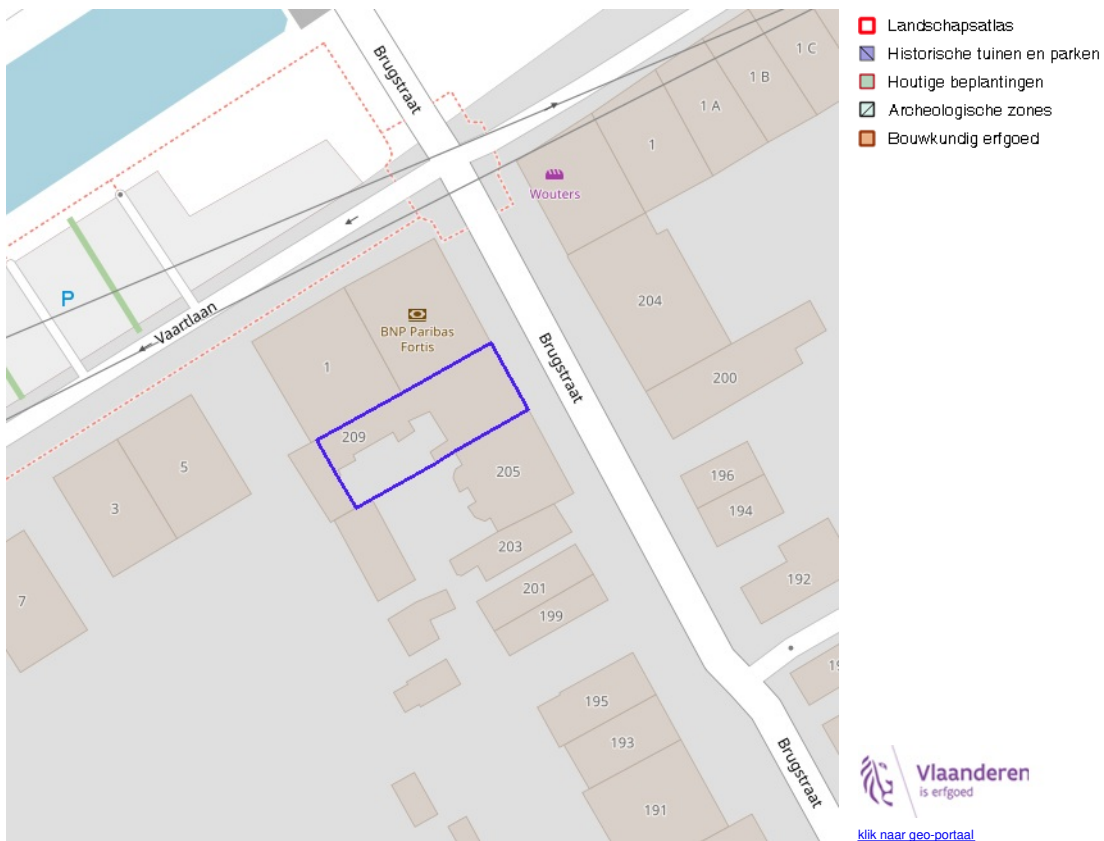 Brugstraat
1 C
1 B
1 A
1
Wouters
P
Vaartlaan
BNP Paribas
Fortis
1
204
Brugstraat
200
209
5
3
205
196
194
203
201
199
192
7
195
193
191
Brugstraat
Landschapsatlas
Historische tuinen en parken
Houtige beplantingen
Archeologische zones
Bouwkundig erfgoed
Vlaanderen
is erfgoed
klik naar geo-portaal